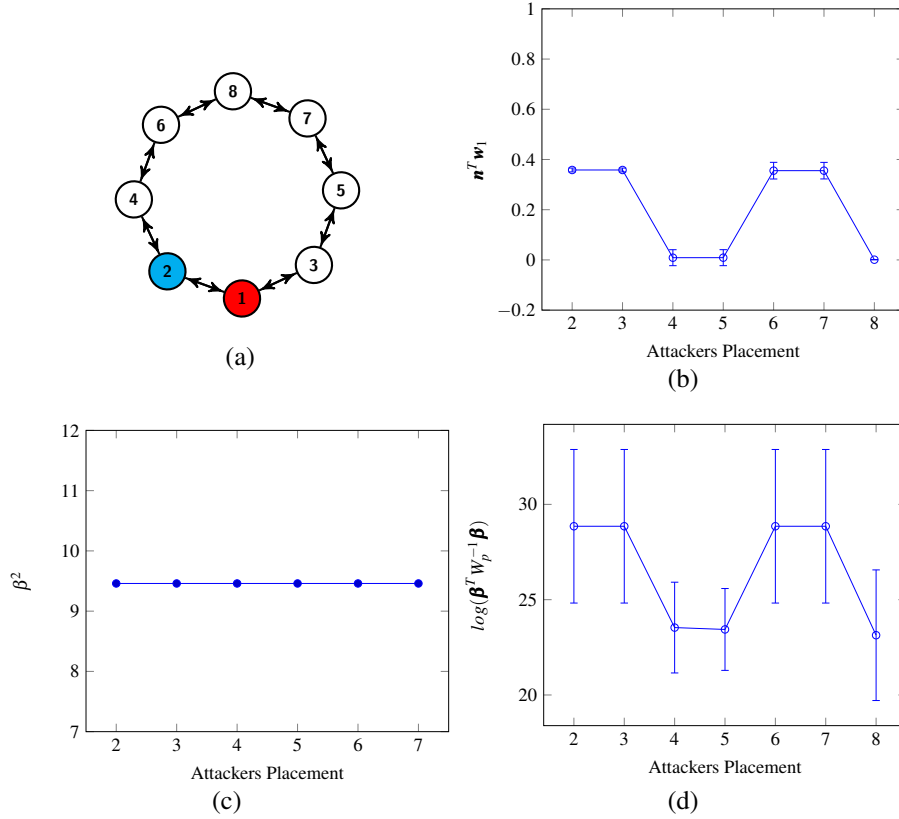 8
6
7
4
5
2
3
1
(a)
1
0.8
0.6
0.4
0.2
0
−0.2
n^T w_1
2 3 4 5 6 7 8
Attackers Placement
(b)
12
11
10
9
8
7
β^2
2 3 4 5 6 7
Attackers Placement
(c)
30
25
20
log(β^T W_p^{-1} β)
2 3 4 5 6 7 8
Attackers Placement
(d)